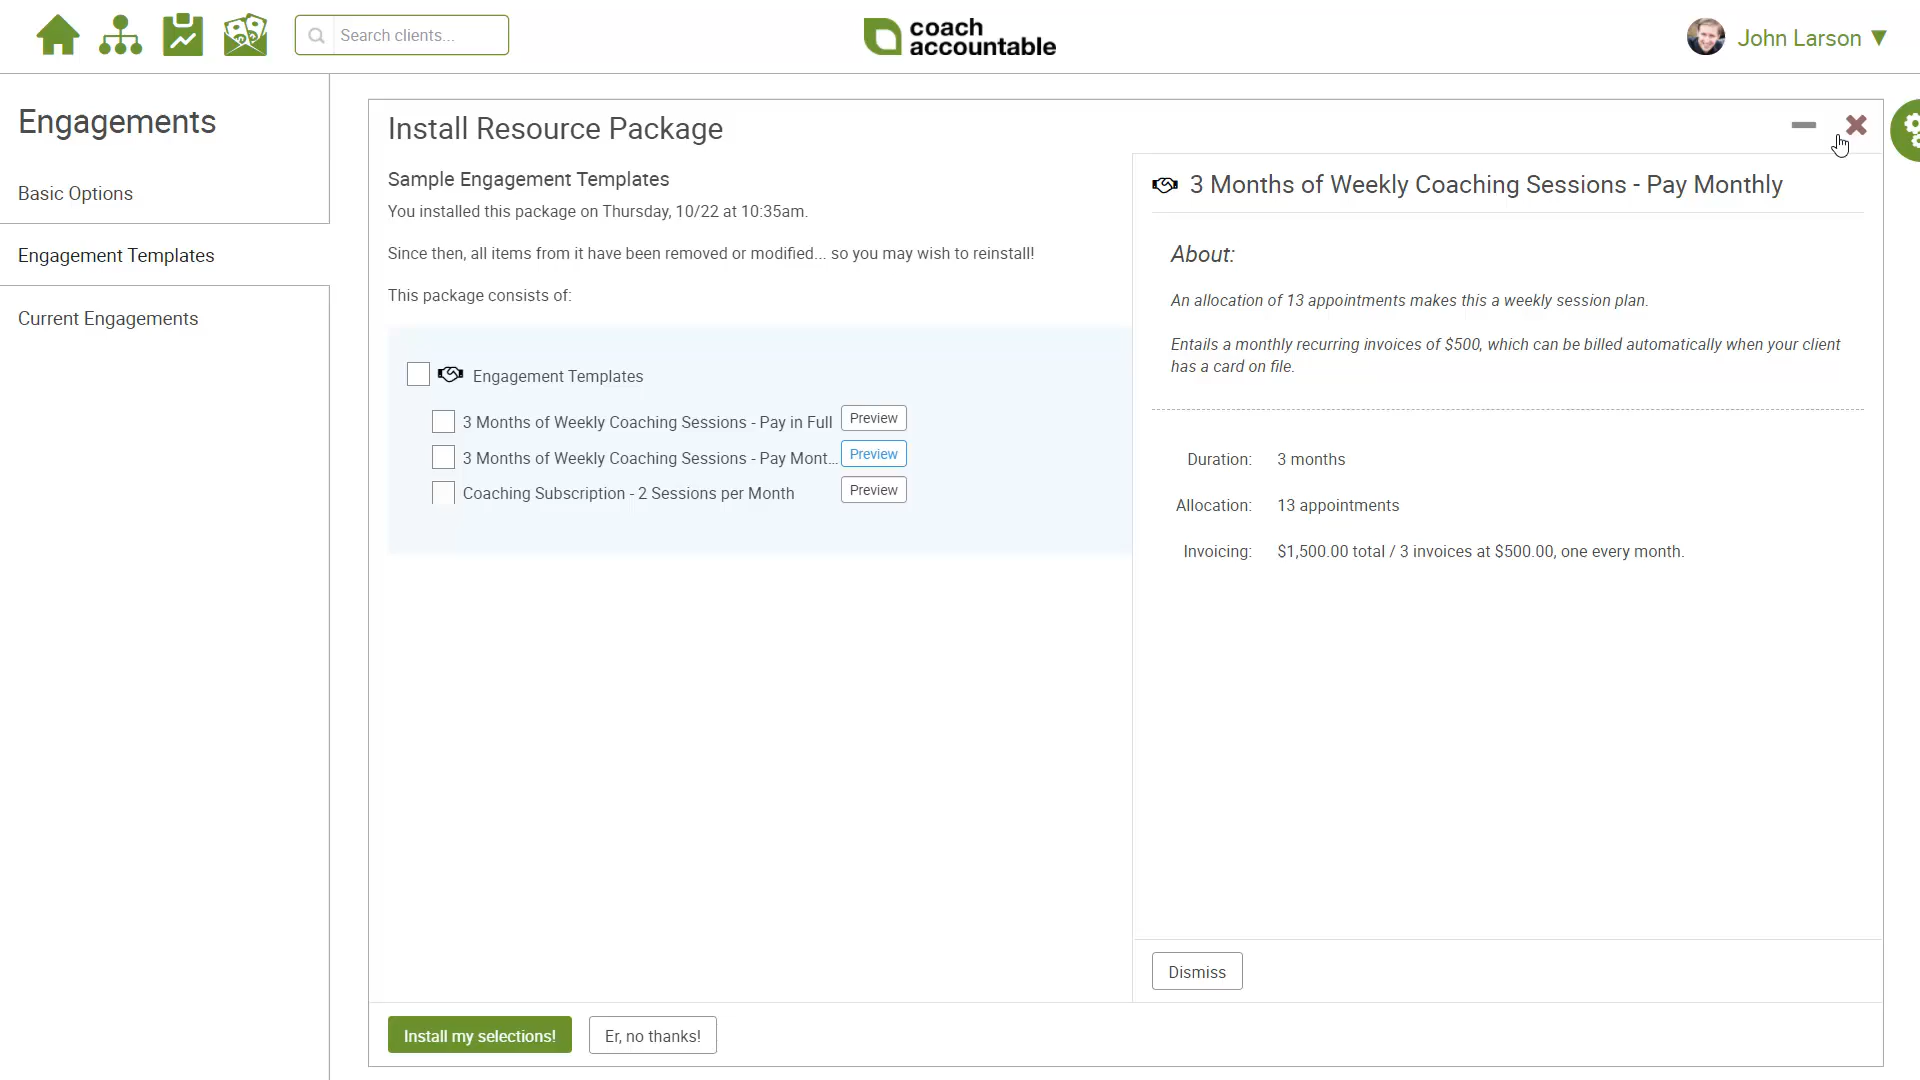 Search clients...
coach
accountable
John Larson ▼
Engagements
Basic Options
Engagement Templates
Current Engagements
Install Resource Package
Sample Engagement Templates
You installed this package on Thursday, 10/22 at 10:35am.
Since then, all items from it have been removed or modified... so you may wish to reinstall!
This package consists of:
Engagement Templates
3 Months of Weekly Coaching Sessions - Pay in Full Preview
3 Months of Weekly Coaching Sessions - Pay Mont... Preview
Coaching Subscription - 2 Sessions per Month Preview
3 Months of Weekly Coaching Sessions - Pay Monthly
About:
An allocation of 13 appointments makes this a weekly session plan.
Entails a monthly recurring invoices of $500, which can be billed automatically when your client
has a card on file.
Duration: 3 months
Allocation: 13 appointments
Invoicing: $1,500.00 total / 3 invoices at $500.00, one every month.
Dismiss
Install my selections! Er, no thanks!